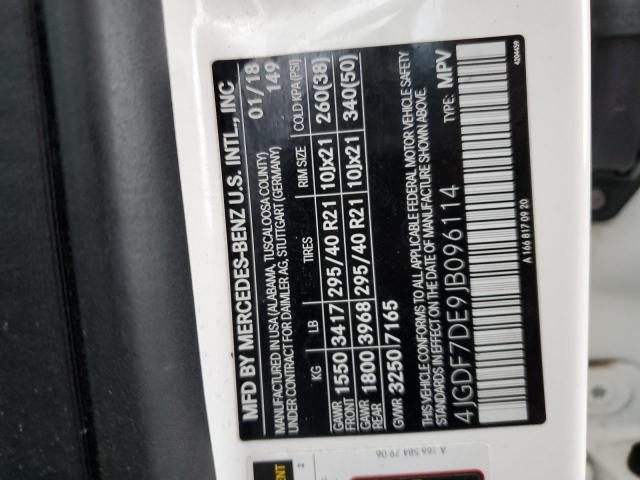 MFD BY MERCEDES-BENZ U.S. INTL., INC
MANUFACTURED IN USA (ALABAMA, TUSCALOOSA COUNTY) 01/18
UNDER CONTRACT FOR DAIMLER AG, STUTTGART (GERMANY) 149
KG LB TIRES RIM SIZE COLD KPA (PSI)
GAWR FRONT 1550 3417 295/40 R21 10Jx21 260(38)
GAWR REAR 1800 3968 295/40 R21 10Jx21 340(50)
GVWR 3250 7165
THIS VEHICLE CONFORMS TO ALL APPLICABLE FEDERAL MOTOR VEHICLE SAFETY
STANDARDS IN EFFECT ON THE DATE OF MANUFACTURE SHOWN ABOVE.
4JGDF7DE9JB096114 TYPE: MPV
A 166 817 09 20
A 166 584 79 06
2